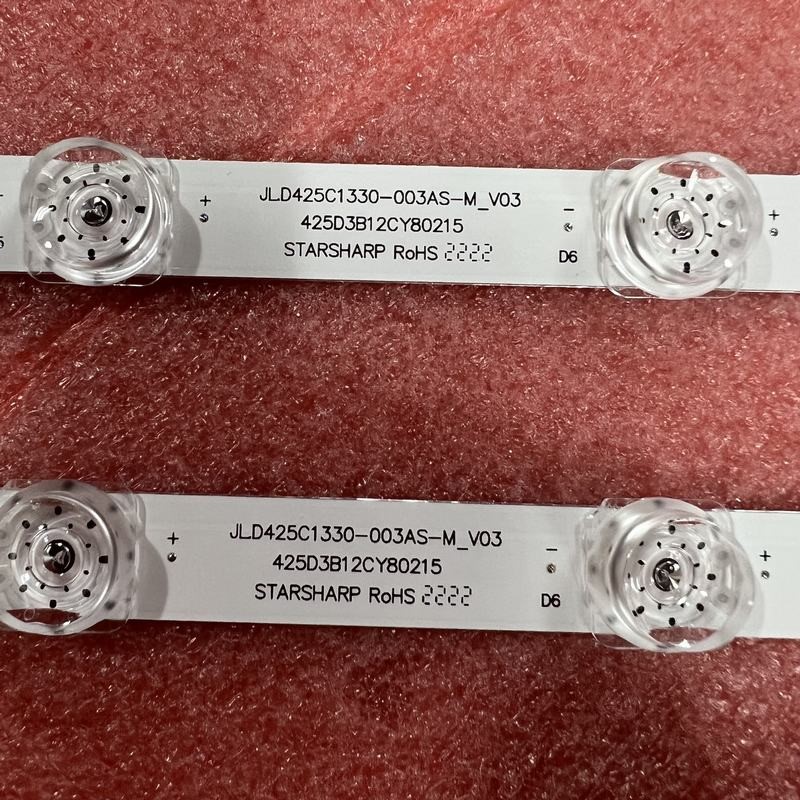 + JLD425C1330-003AS-M_V03 - +
425D3B12CY80215
STARSHARP RoHS 2222 D6
+ JLD425C1330-003AS-M_V03 - +
425D3B12CY80215
STARSHARP RoHS 2222 D6